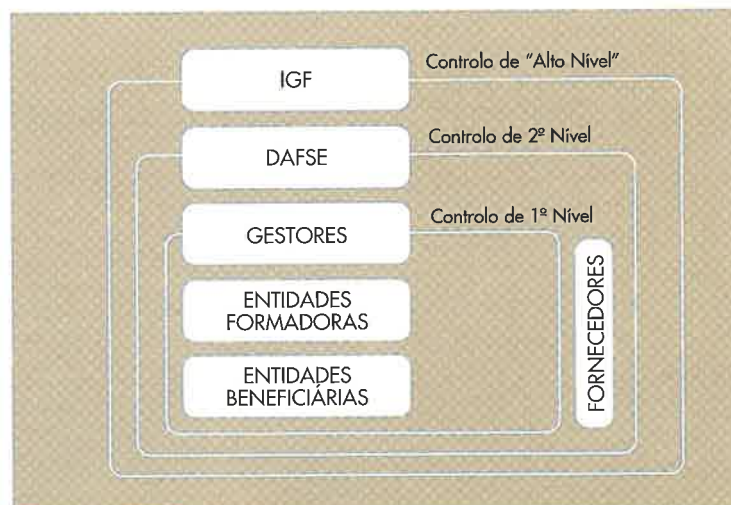 IGF
Controlo de "Alto Nível"
DAFSE
Controlo de 2º Nível
GESTORES
Controlo de 1º Nível
ENTIDADES
FORMADORAS
ENTIDADES
BENEFICIÁRIAS
FORNECEDORES